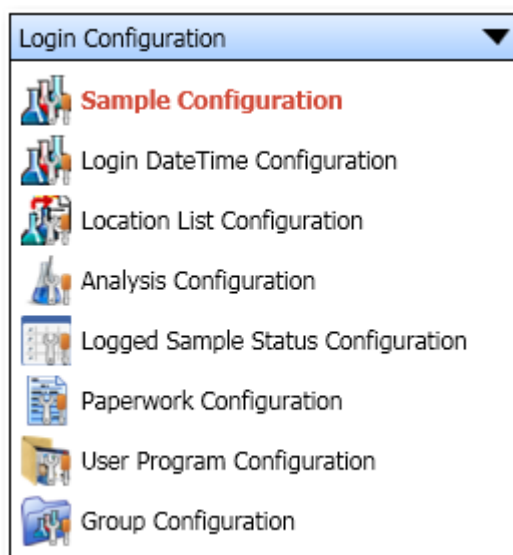 Login Configuration
Sample Configuration
Login DateTime Configuration
Location List Configuration
Analysis Configuration
Logged Sample Status Configuration
Paperwork Configuration
User Program Configuration
Group Configuration